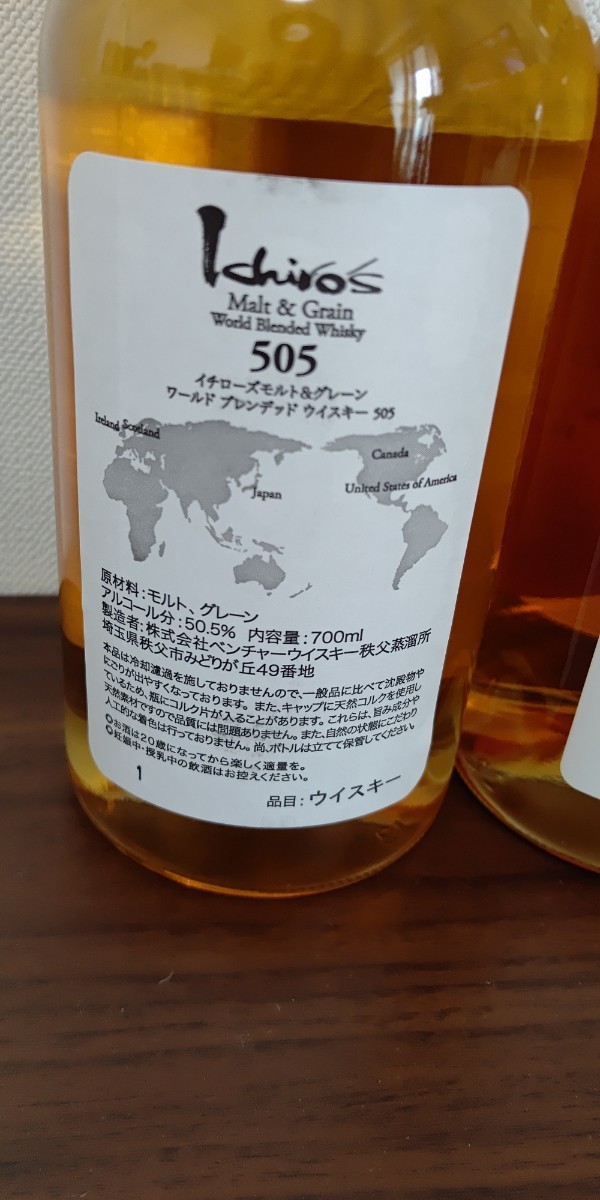 Ichiro's
Malt & Grain
World Blended Whisky
505
イチローズモルト&グレーン
ワールド ブレンデッド ウイスキー 505
Ireland Scotland
Canada
Japan
United States of America
原材料:モルト、グレーン
アルコール分:50.5% 内容量:700ml
製造者:株式会社ベンチャーウイスキー秩父蒸溜所
埼玉県秩父市みどりが丘49番地
本品は冷却濾過を施しておりませんので、一般品に比べて沈殿物や
にごりが出やすくなっております。また、キャップに天然コルクを使用し
ているため、瓶にコルク片が入ることがあります。これらは、旨み成分や
天然素材ですので品質には問題ありません。また、自然の状態にこだわり
人工的な着色は行っておりません。尚、ボトルは立てて保管してください。
○お酒は20歳になってから楽しく適量を。
○妊娠中・授乳中の飲酒はお控えください。
1
品目:ウイスキー